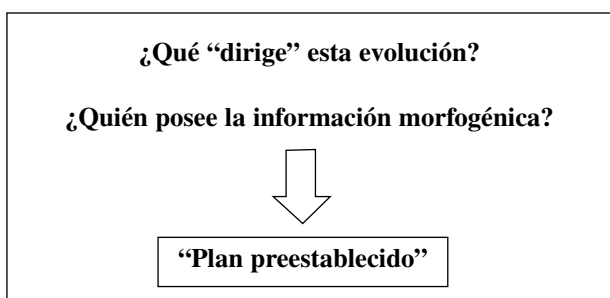 ¿Qué “dirige” esta evolución?
¿Quién posee la información morfogénica?
“Plan preestablecido”